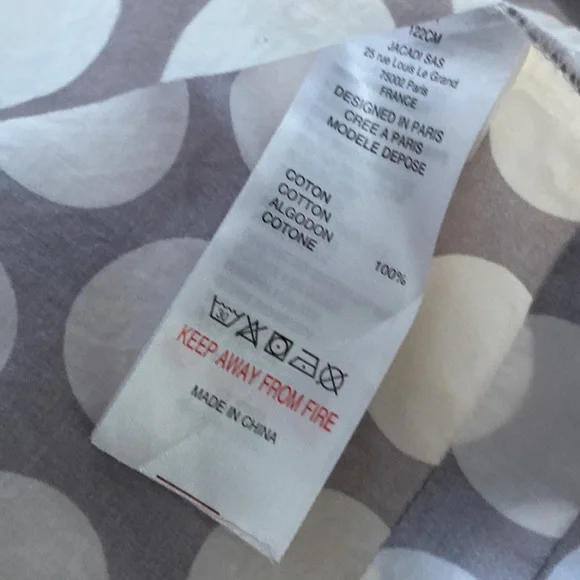 122CM
JACADI SAS
25 rue Louis Le Grand
75002 Paris
FRANCE
DESIGNED IN PARIS
CREE A PARIS
MODELE DEPOSE
COTON
COTTON
ALGODON
COTONE
100%
30
KEEP AWAY FROM FIRE
MADE IN CHINA